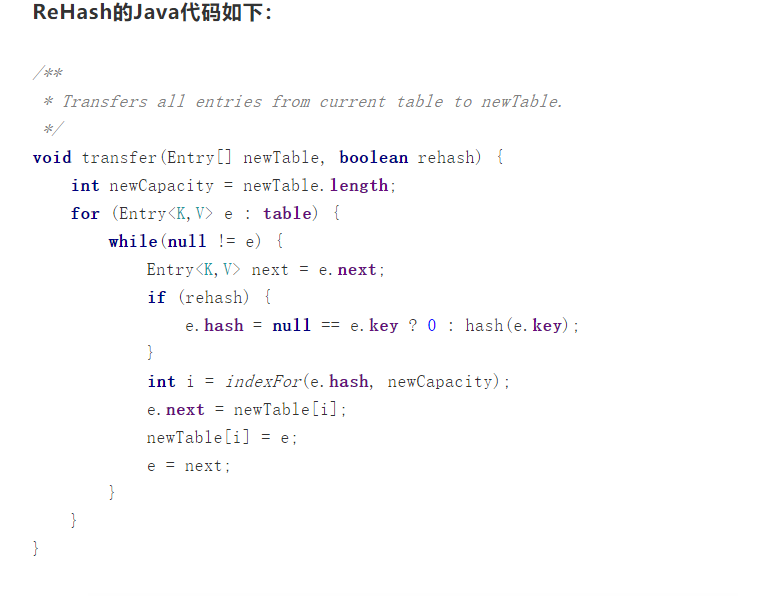 ReHash的Java代码如下：
/**
 * Transfers all entries from current table to newTable.
 */
void transfer(Entry[] newTable, boolean rehash) {
    int newCapacity = newTable.length;
    for (Entry<K,V> e : table) {
        while(null != e) {
            Entry<K,V> next = e.next;
            if (rehash) {
                e.hash = null == e.key ? 0 : hash(e.key);
            }
            int i = indexFor(e.hash, newCapacity);
            e.next = newTable[i];
            newTable[i] = e;
            e = next;
        }
    }
}